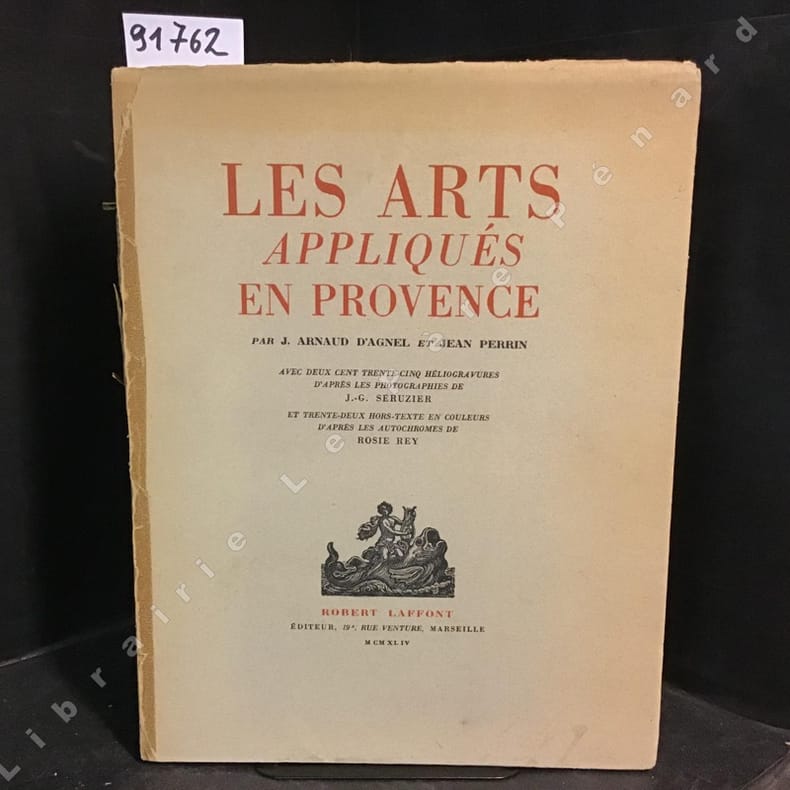 91762
LES ARTS
APPLIQUÉS
EN PROVENCE
PAR J. ARNAUD D'AGNEL ET JEAN PERRIN
AVEC DEUX CENT TRENTE-CINQ HÉLIOGRAVURES
D'APRÈS LES PHOTOGRAPHIES DE
J.-G. SÉRUZIER
ET TRENTE-DEUX HORS-TEXTE EN COULEURS
D'APRÈS LES AUTOCHROMES DE
ROSIE REY
ROBERT LAFFONT
ÉDITEUR, 19ª, RUE VENTURE, MARSEILLE
MCMXLIV
Librairie Le Père Pénard